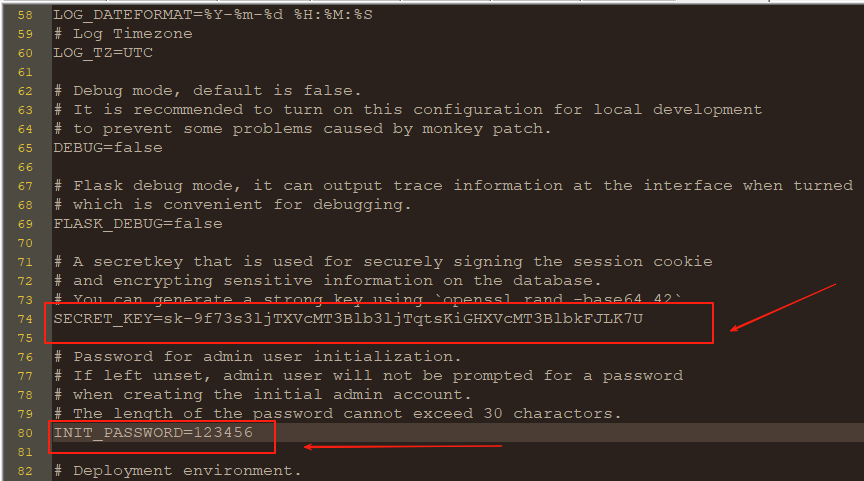 58 LOG_DATEFORMAT=%Y-%m-%d %H:%M:%S
59 # Log Timezone
60 LOG_TZ=UTC
61
62 # Debug mode, default is false.
63 # It is recommended to turn on this configuration for local development
64 # to prevent some problems caused by monkey patch.
65 DEBUG=false
66
67 # Flask debug mode, it can output trace information at the interface when turned
68 # which is convenient for debugging.
69 FLASK_DEBUG=false
70
71 # A secretkey that is used for securely signing the session cookie
72 # and encrypting sensitive information on the database.
73 # You can generate a strong key using `openssl rand -base64 42`
74 SECRET_KEY=sk-9f73s3ljTXVcMT3Blb3ljTqtsKiGHXVcMT3BlbkFJLK7U
75
76 # Password for admin user initialization.
77 # If left unset, admin user will not be prompted for a password
78 # when creating the initial admin account.
79 # The length of the password cannot exceed 30 charactors.
80 INIT_PASSWORD=123456
81
82 # Deployment environment.